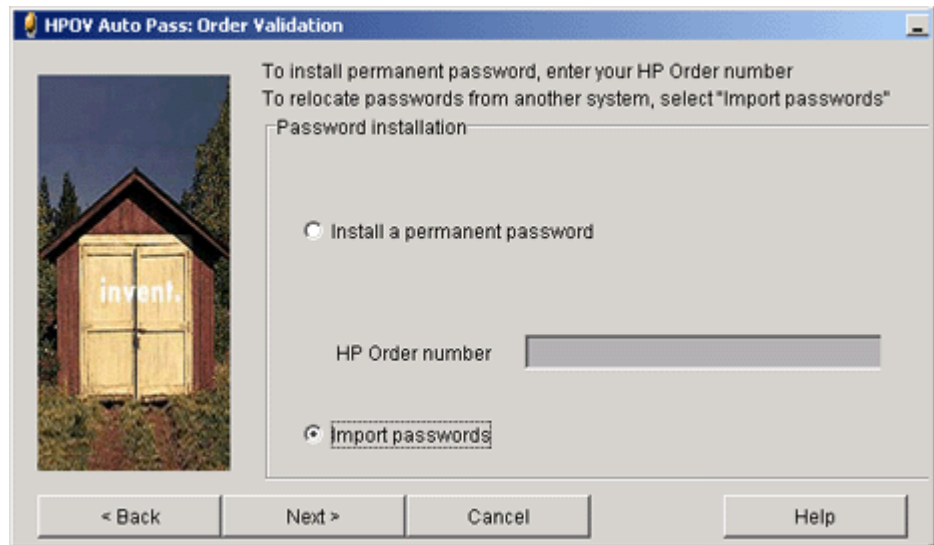 HPOV Auto Pass: Order Validation
To install permanent password, enter your HP Order number
To relocate passwords from another system, select "Import passwords"
Password installation
Install a permanent password
invent.
HP Order number
Import passwords
< Back
Next >
Cancel
Help